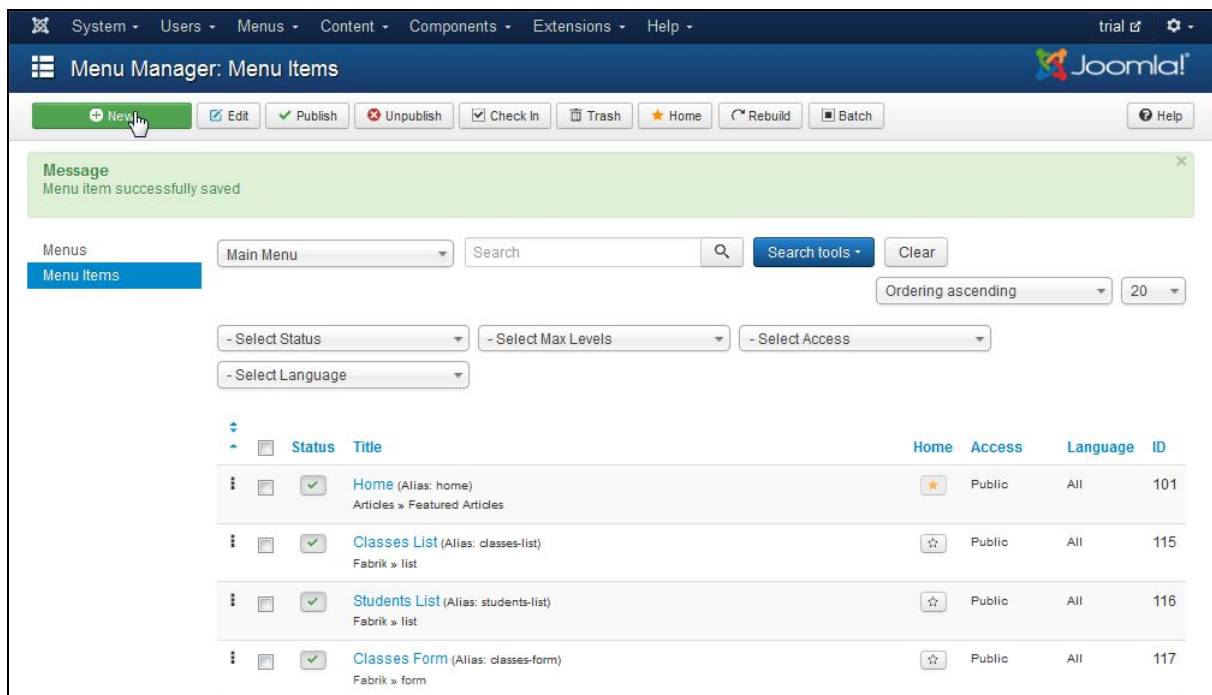 System Users Menus Content Components Extensions Help trial
Menu Manager: Menu Items Joomla!
New Edit Publish Unpublish Check In Trash Home Rebuild Batch Help
Message
Menu item successfully saved
Menus Main Menu Search Search tools Clear
Menu Items
Ordering ascending 20
- Select Status - Select Max Levels - Select Access
- Select Language
Status Title Home Access Language ID
Home (Alias: home) Public All 101
Articles » Featured Articles
Classes List (Alias: classes-list) Public All 115
Fabrik » list
Students List (Alias: students-list) Public All 116
Fabrik » list
Classes Form (Alias: classes-form) Public All 117
Fabrik » form